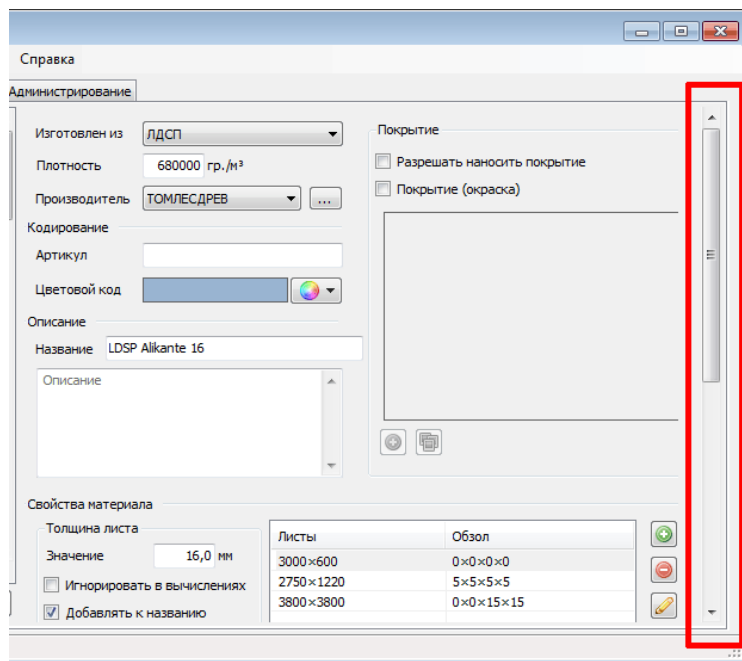 Справка
Администрирование
Изготовлен из ЛДСП
Плотность 680000 гр./м³
Производитель ТОМЛЕСДРЕВ ...
Кодирование
Артикул
Цветовой код
Описание
Название LDSP Alikante 16
Описание
Покрытие
Разрешать наносить покрытие
Покрытие (окраска)
Свойства материала
Толщина листа
Значение 16,0 мм
Игнорировать в вычислениях
Добавлять к названию
Листы Обзол
3000×600 0×0×0×0
2750×1220 5×5×5×5
3800×3800 0×0×15×15